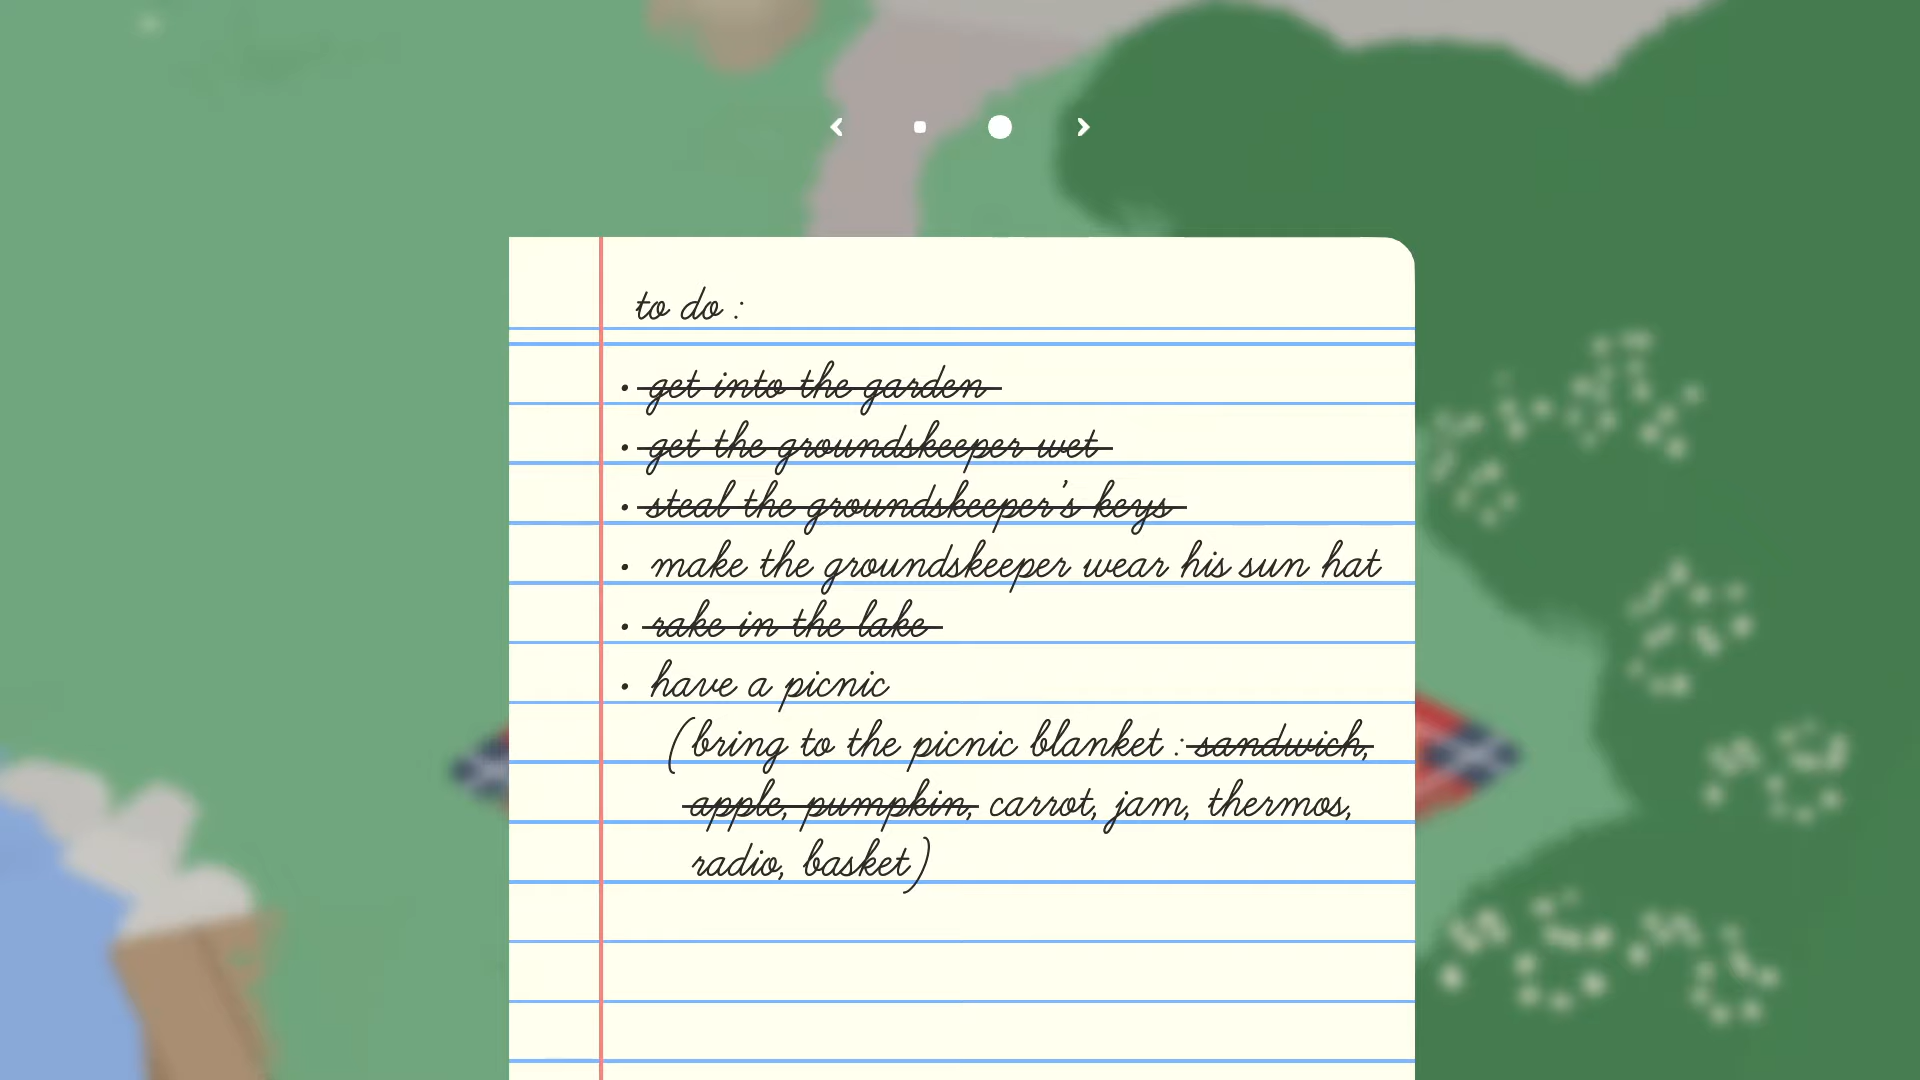 to do :
• get into the garden
• get the groundskeeper wet
• steal the groundskeeper's keys
• make the groundskeeper wear his sun hat
• rake in the lake
• have a picnic
(bring to the picnic blanket : sandwich,
apple, pumpkin, carrot, jam, thermos,
radio, basket)